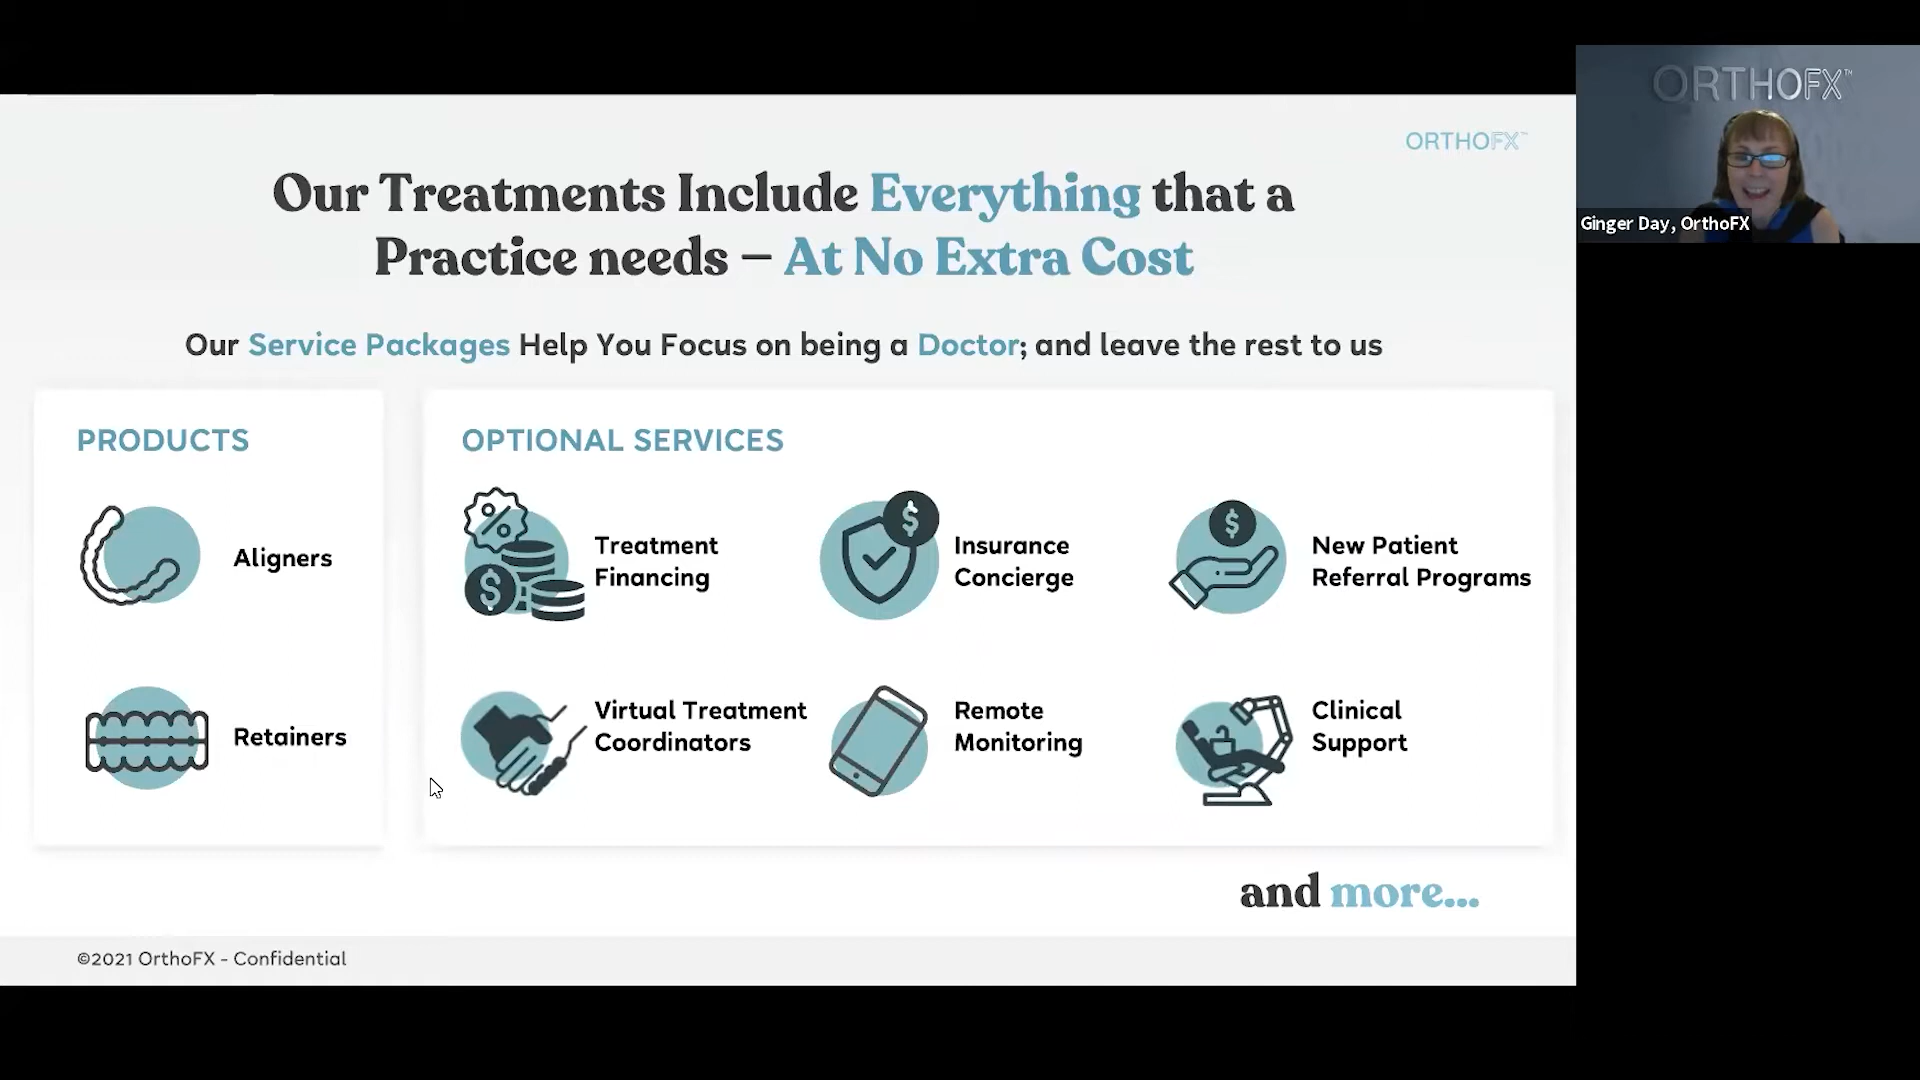 ORTHOFX™
ORTHOFX™
Our Treatments Include Everything that a
Practice needs – At No Extra Cost
Ginger Day, OrthoFX
Our Service Packages Help You Focus on being a Doctor; and leave the rest to us
PRODUCTS
Aligners
Retainers
OPTIONAL SERVICES
Treatment
Financing
Insurance
Concierge
New Patient
Referral Programs
Virtual Treatment
Coordinators
Remote
Monitoring
Clinical
Support
and more...
©2021 OrthoFX - Confidential